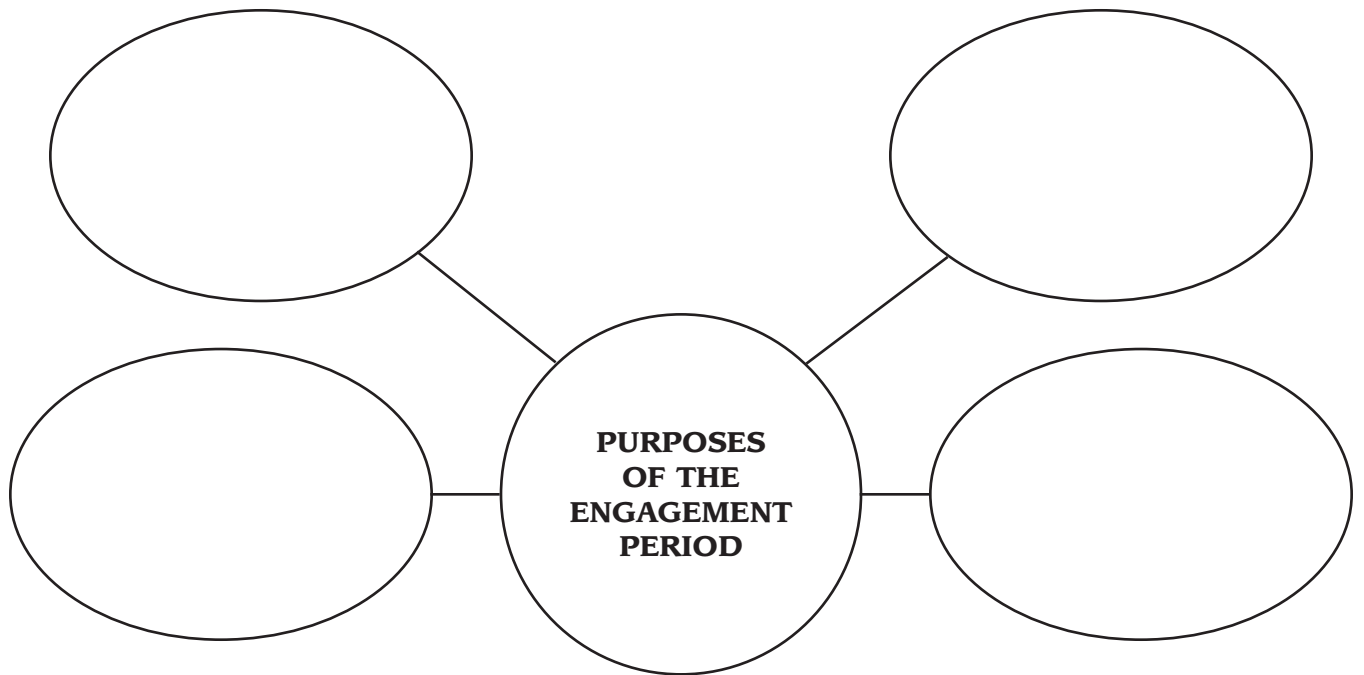 PURPOSES
OF THE
ENGAGEMENT
PERIOD